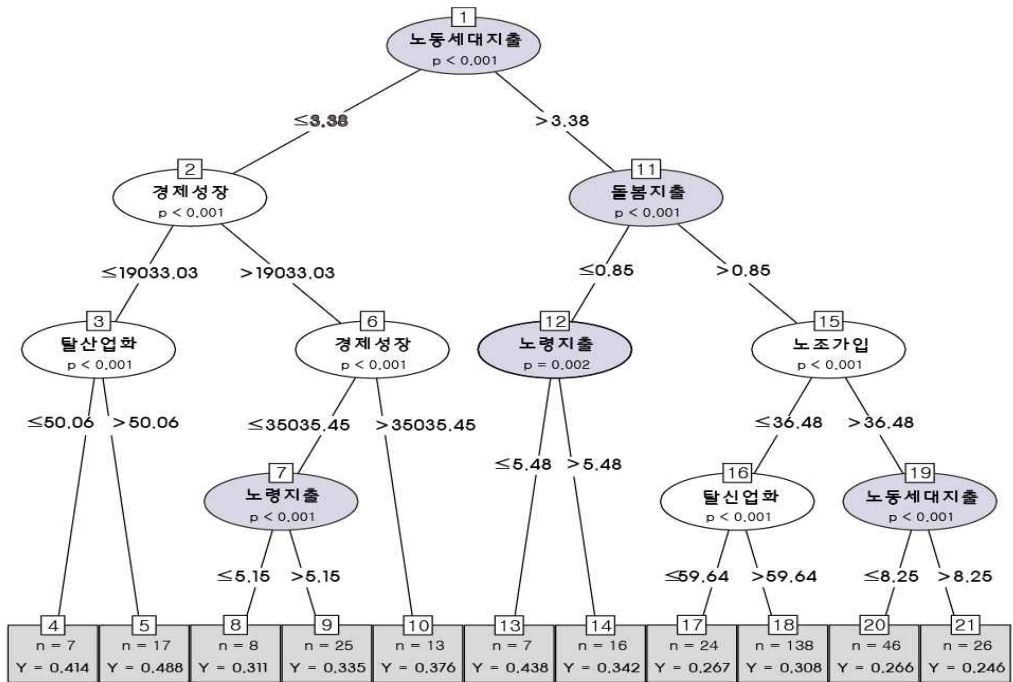 1
노동세대지출
p < 0.001
≤3.38
>3.38
2
경제성장
p < 0.001
11
돌봄지출
p < 0.001
≤19033.03
>19033.03
≤0.85
>0.85
3
탈산업화
p < 0.001
6
경제성장
p < 0.001
12
노령지출
p = 0.002
15
노조가입
p < 0.001
≤50.06
>50.06
≤35035.45
>35035.45
≤5.48
>5.48
≤36.48
>36.48
7
노령지출
p < 0.001
16
탈신업화
p < 0.001
19
노동세대지출
p < 0.001
≤5.15
>5.15
≤59.64
>59.64
≤8.25
>8.25
4
n = 7
Y = 0.414
5
n = 17
Y = 0.488
8
n = 8
Y = 0.311
9
n = 25
Y = 0.335
10
n = 13
Y = 0.376
13
n = 7
Y = 0.438
14
n = 16
Y = 0.342
17
n = 24
Y = 0.267
18
n = 138
Y = 0.308
20
n = 46
Y = 0.266
21
n = 26
Y = 0.246